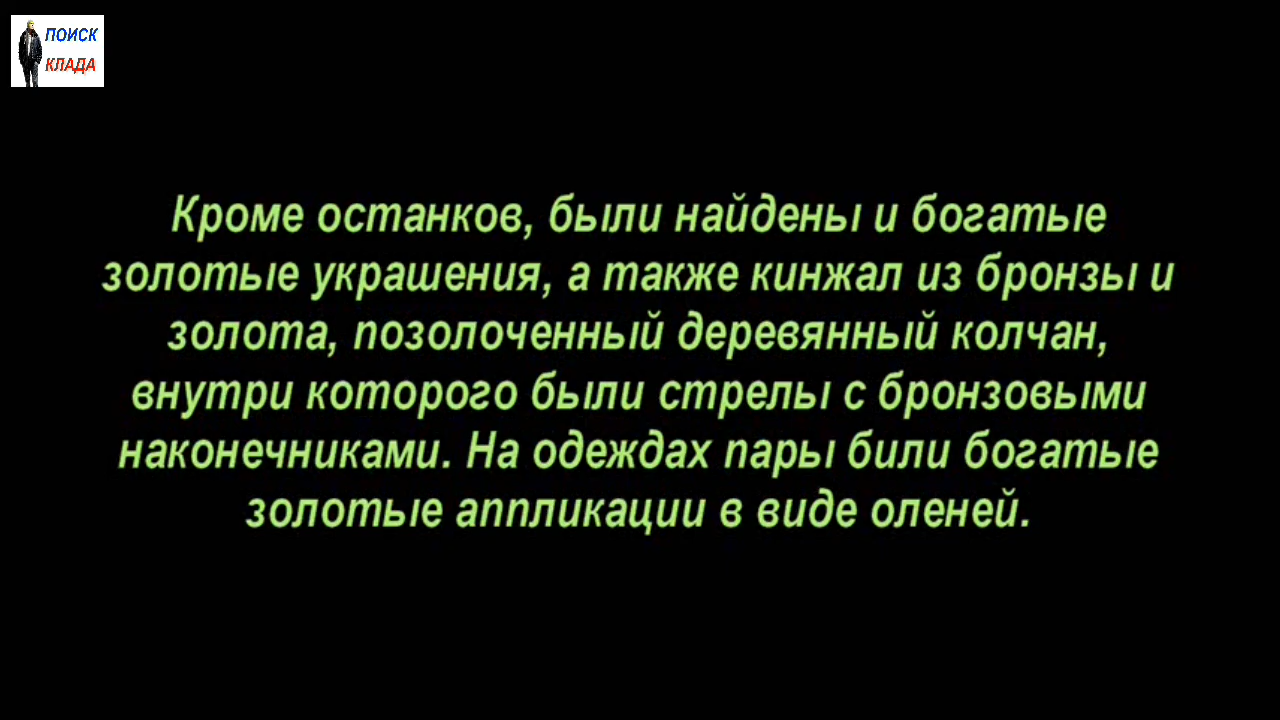 ПОИСК
КЛАДА
Кроме останков, были найдены и богатые
золотые украшения, а также кинжал из бронзы и
золота, позолоченный деревянный колчан,
внутри которого были стрелы с бронзовыми
наконечниками. На одеждах пары били богатые
золотые аппликации в виде оленей.